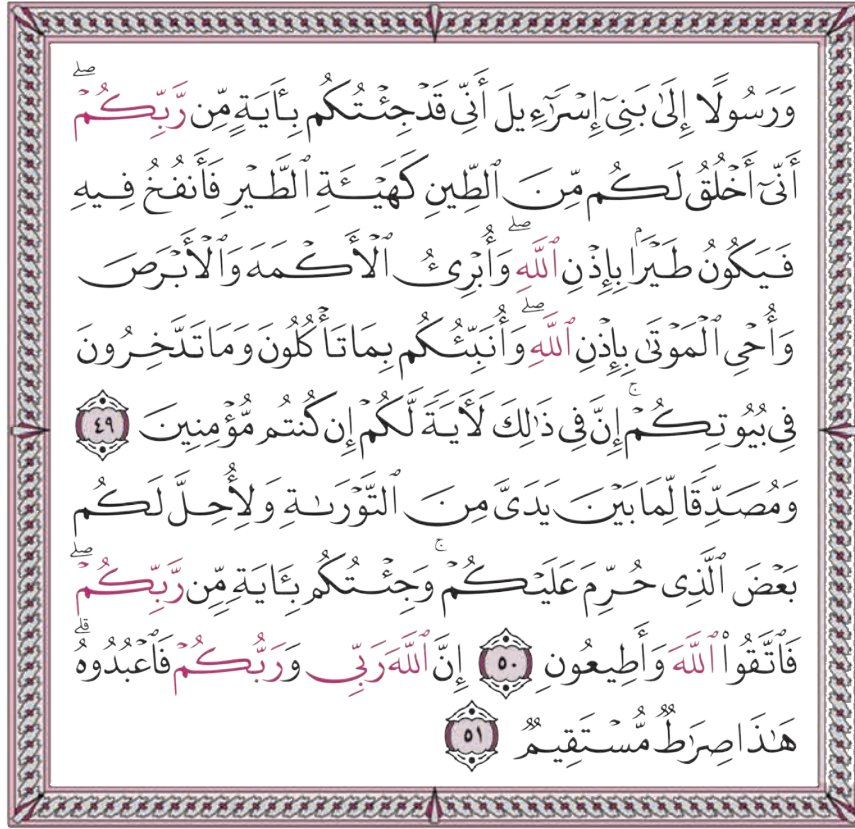 وَرَسُولًا إِلَىٰ بَنِىٓ إِسْرَٰٓءِيلَ أَنِّى قَدْ جِئْتُكُم بِـَٔايَةٍ مِّن رَّبِّكُمْ ۖ
أَنِّىٓ أَخْلُقُ لَكُم مِّنَ ٱلطِّينِ كَهَيْـَٔةِ ٱلطَّيْرِ فَأَنفُخُ فِيهِ
فَيَكُونُ طَيْرًۢا بِإِذْنِ ٱللَّهِ ۖ وَأُبْرِئُ ٱلْأَكْمَهَ وَٱلْأَبْرَصَ
وَأُحْىِ ٱلْمَوْتَىٰ بِإِذْنِ ٱللَّهِ ۖ وَأُنَبِّئُكُم بِمَا تَأْكُلُونَ وَمَا تَدَّخِرُونَ
فِى بُيُوتِكُمْ ۚ إِنَّ فِى ذَٰلِكَ لَـَٔايَةً لَّكُمْ إِن كُنتُم مُّؤْمِنِينَ ٤٩
وَمُصَدِّقًا لِّمَا بَيْنَ يَدَىَّ مِنَ ٱلتَّوْرَىٰةِ وَلِأُحِلَّ لَكُم
بَعْضَ ٱلَّذِى حُرِّمَ عَلَيْكُمْ ۚ وَجِئْتُكُم بِـَٔايَةٍ مِّن رَّبِّكُمْ ۖ
فَٱتَّقُوا۟ ٱللَّهَ وَأَطِيعُونِ ٥٠ إِنَّ ٱللَّهَ رَبِّى وَرَبُّكُمْ فَٱعْبُدُوهُ ۗ
هَٰذَا صِرَٰطٌ مُّسْتَقِيمٌ ٥١